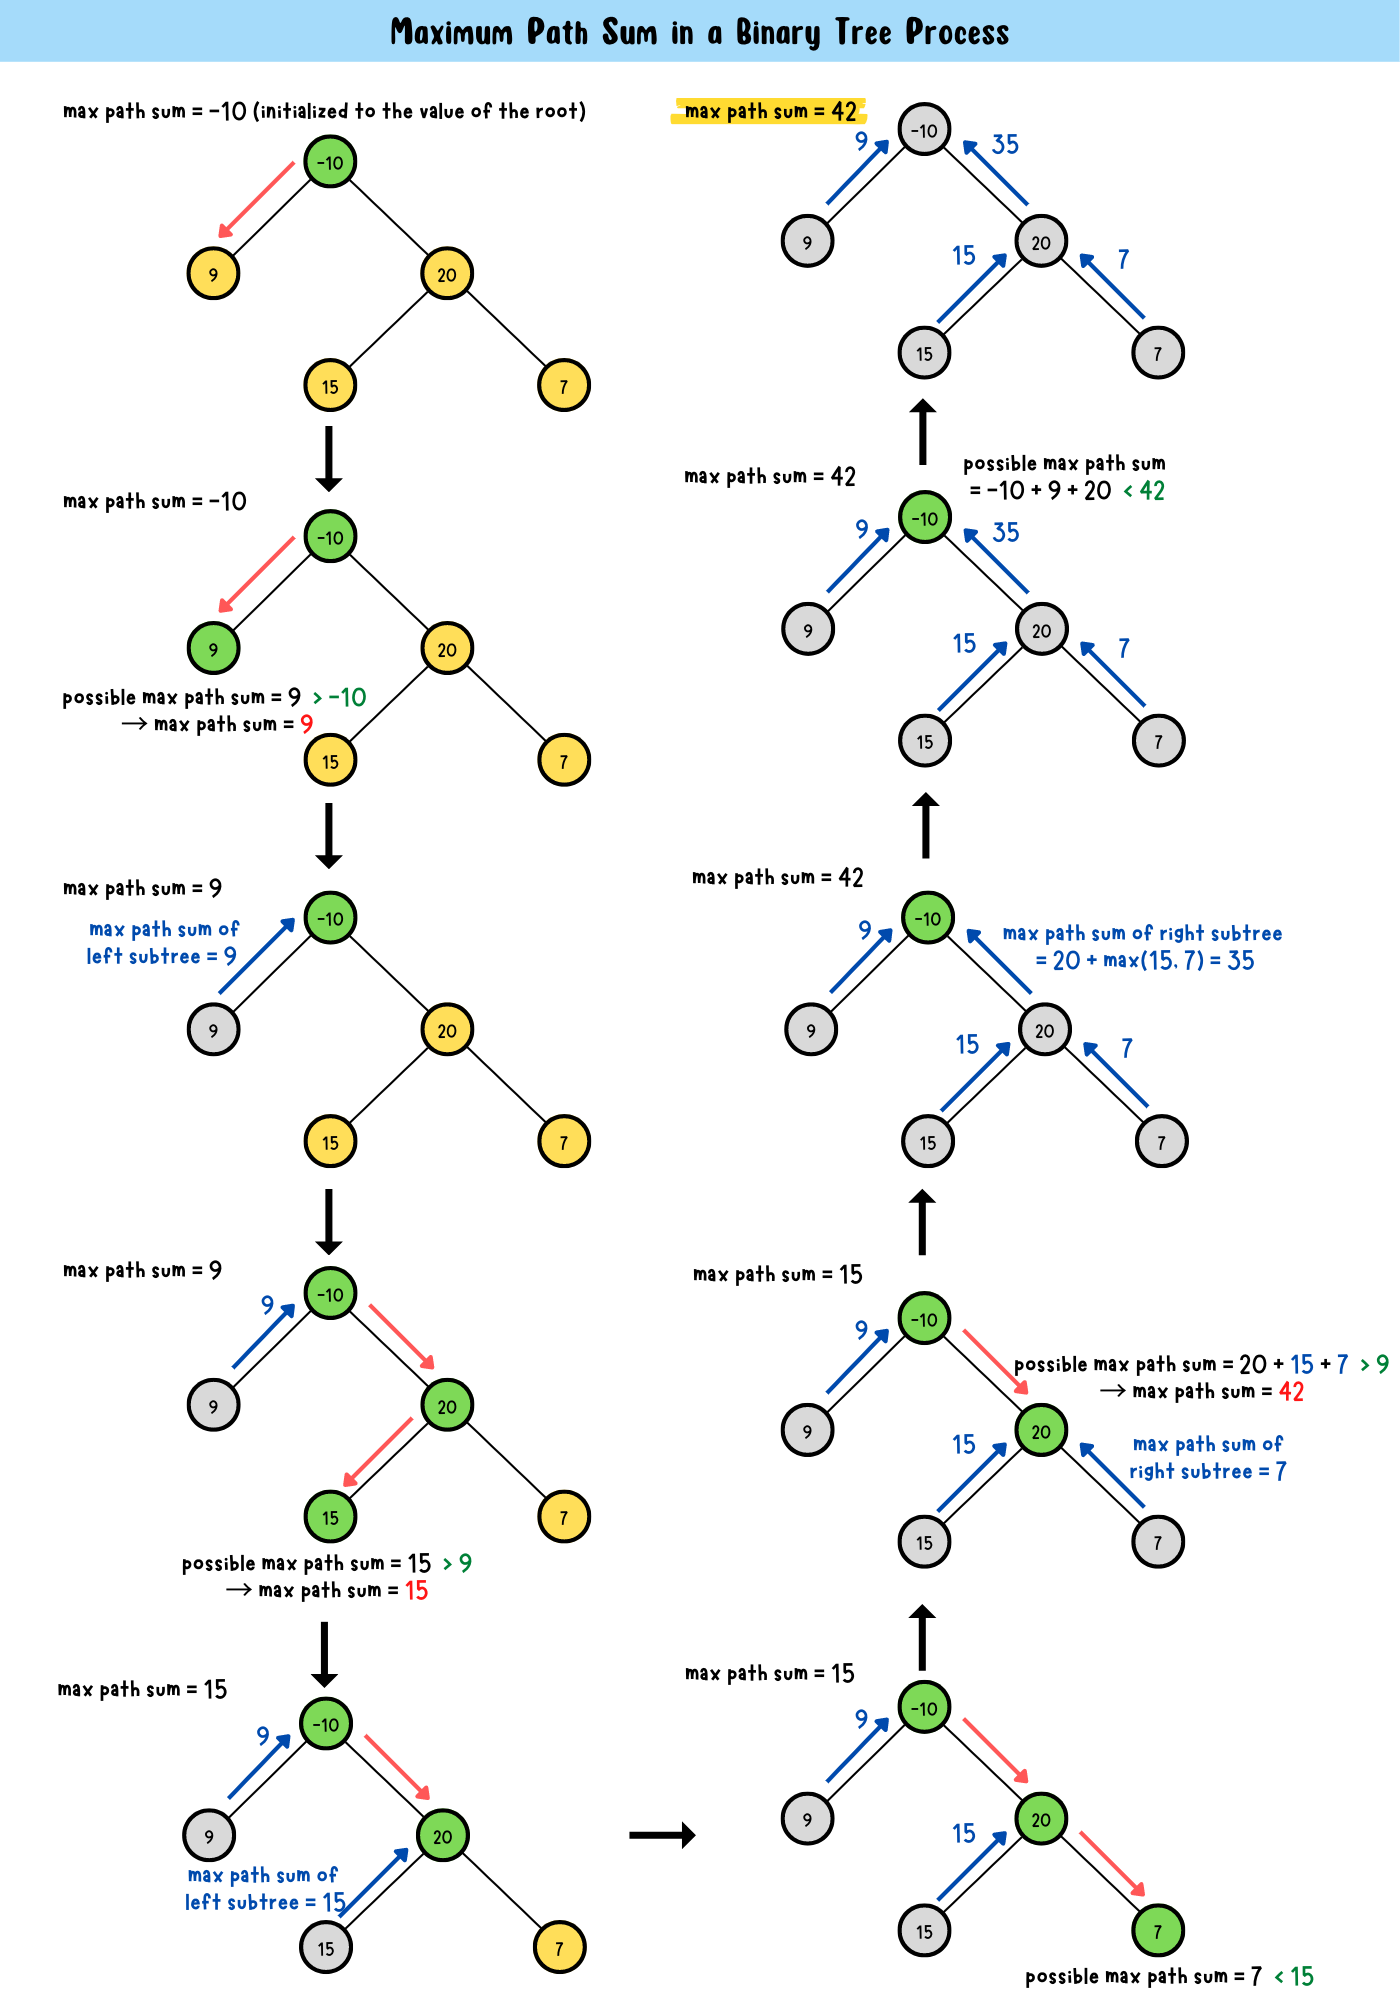 Maximum Path Sum in a Binary Tree Process
max path sum = -10 (initialized to the value of the root)
-10
9
20
15
7
max path sum = -10
-10
9
20
possible max path sum = 9 > -10
→ max path sum = 9
15
7
max path sum = 9
-10
max path sum of
left subtree = 9
9
20
15
7
max path sum = 9
-10
9
9
20
15
7
possible max path sum = 15 > 9
→ max path sum = 15
max path sum = 15
-10
9
9
20
max path sum of
left subtree = 15
15
7
max path sum = 15
-10
9
9
20
15
15
7
possible max path sum = 7 < 15
max path sum = 15
-10
9
possible max path sum = 20 + 15 + 7 > 9
→ max path sum = 42
9
20
15
max path sum of
right subtree = 7
15
7
max path sum = 42
-10
9
max path sum of right subtree
= 20 + max(15, 7) = 35
9
20
15
7
15
7
max path sum = 42
possible max path sum
= -10 + 9 + 20 < 42
-10
9
35
9
20
15
7
15
7
max path sum = 42
-10
9
35
9
20
15
7
15
7